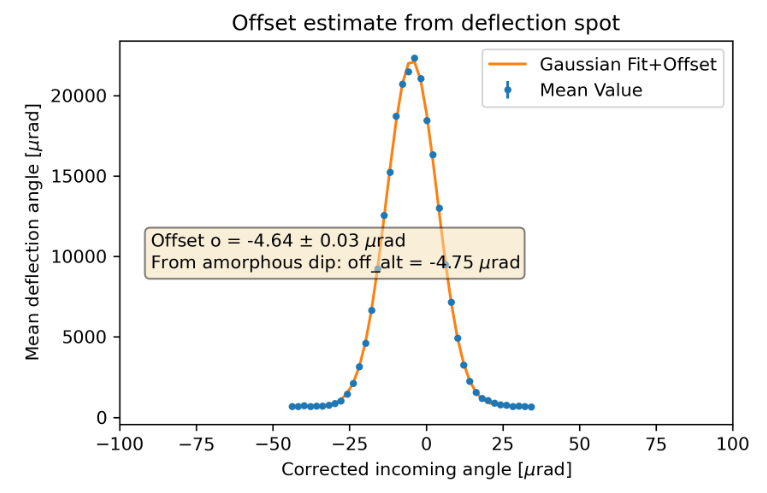 Offset estimate from deflection spot
Mean deflection angle [μrad]
20000
15000
10000
5000
0
Gaussian Fit+Offset
Mean Value
Offset o = -4.64 ± 0.03 μrad
From amorphous dip: off_alt = -4.75 μrad
−100 −75 −50 −25 0 25 50 75 100
Corrected incoming angle [μrad]